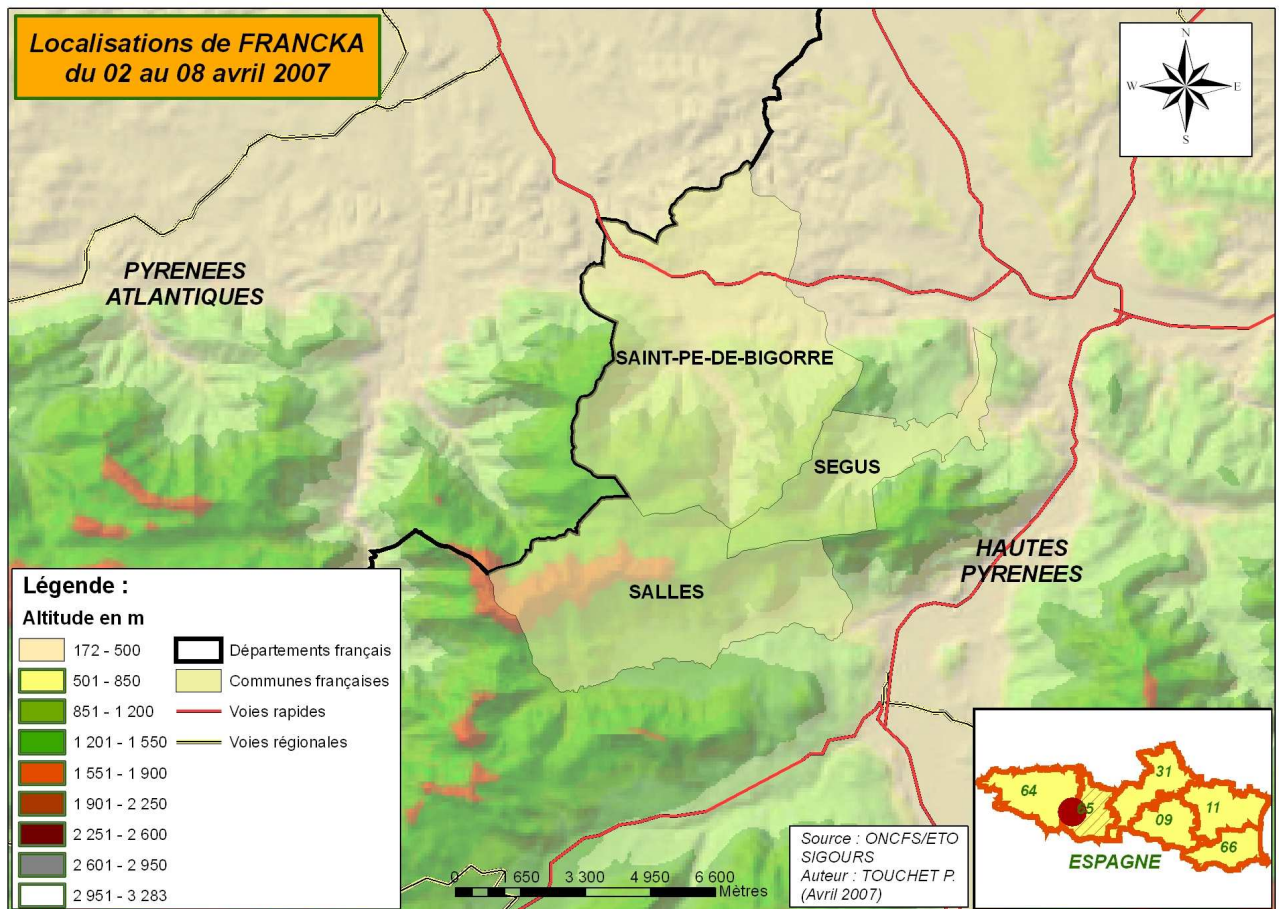 Localisations de FRANCKA
du 02 au 08 avril 2007
N
W
E
S
PYRENEES
ATLANTIQUES
SAINT-PE-DE-BIGORRE
SEGUS
HAUTES
PYRENEES
SALLES
Légende :
Altitude en m
172 - 500
501 - 850
851 - 1 200
1 201 - 1 550
1 551 - 1 900
1 901 - 2 250
2 251 - 2 600
2 601 - 2 950
2 951 - 3 283
Départements français
Communes françaises
Voies rapides
Voies régionales
0 1 650 3 300 4 950 6 600
Mètres
Source : ONCFS/ETO
SIGOURS
Auteur : TOUCHET P.
(Avril 2007)
64
65
31
09
11
66
ESPAGNE